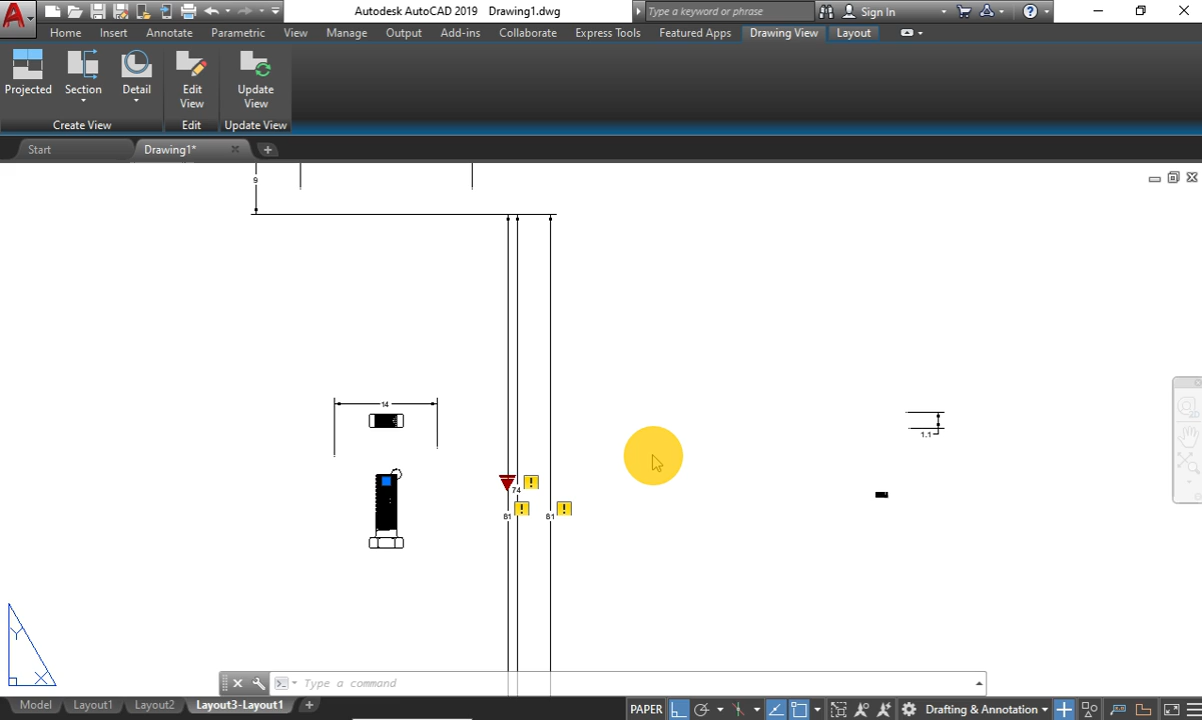 Autodesk AutoCAD 2019 Drawing1.dwg
Type a keyword or phrase
Sign In
Home Insert Annotate Parametric View Manage Output Add-ins Collaborate Express Tools Featured Apps Drawing View Layout
Projected Section Detail Edit View Update View
Create View Edit Update View
Start Drawing1*
9
14
1.1
74
81 81
Y
X
Type a command
Model Layout1 Layout2 Layout3-Layout1
PAPER Drafting & Annotation